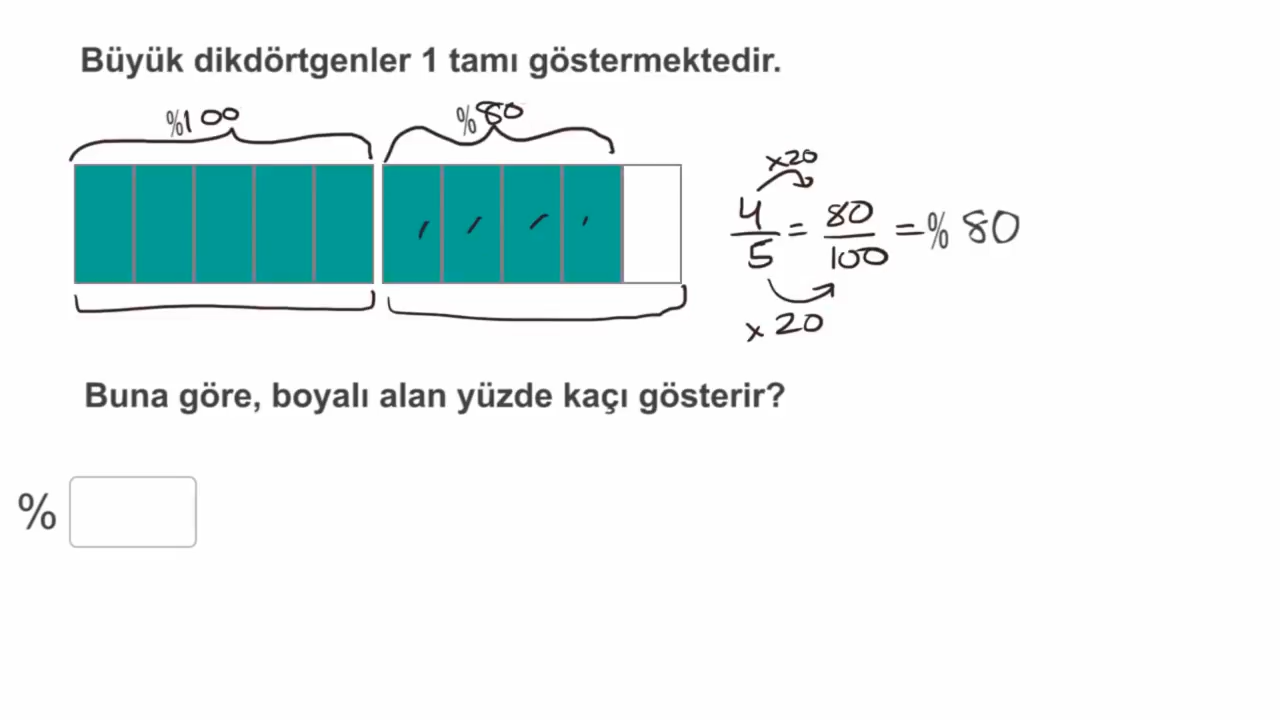 Büyük dikdörtgenler 1 tamı göstermektedir.
%100
%80
x20
4/5 = 80/100 = % 80
x 20
Buna göre, boyalı alan yüzde kaçı gösterir?
%